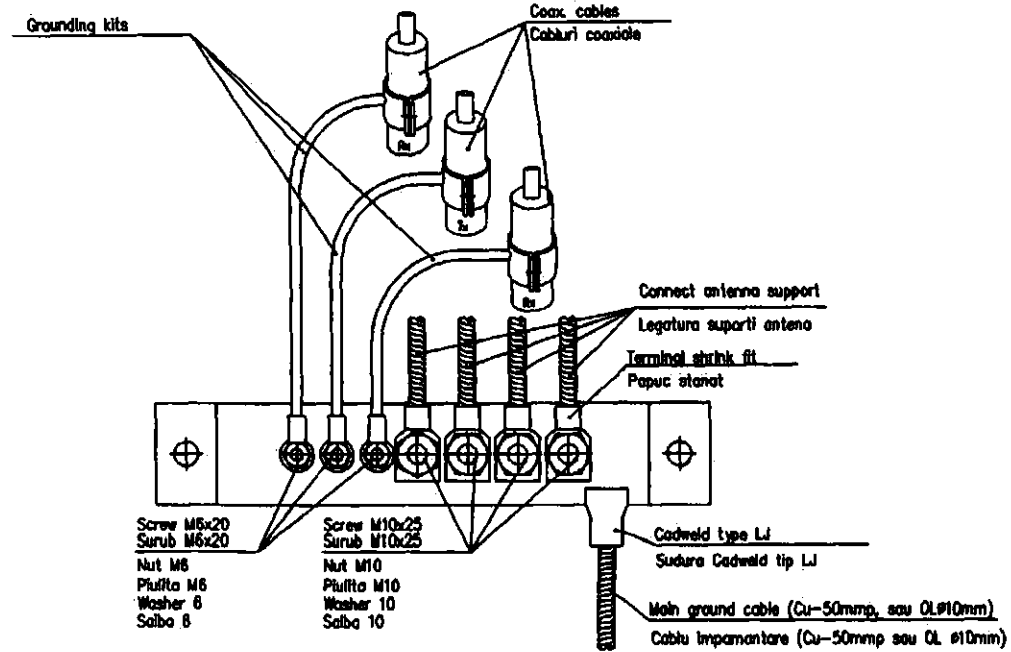 Grounding kits
Coax. cables
Cabluri coaxiale
Rx
Tx
Rx
Connect antenna support
Legatura suporti antena
Terminal shrink fit
Papuc stanat
Screw M6x20
Surub M6x20
Nut M6
Piulita M6
Washer 6
Saiba 6
Screw M10x25
Surub M10x25
Nut M10
Piulita M10
Washer 10
Saiba 10
Cadweld type LJ
Sudura Cadweld tip LJ
Main ground cable (Cu-50mmp, sau OLø10mm)
Cablu impamantare (Cu-50mmp sau OL ø10mm)